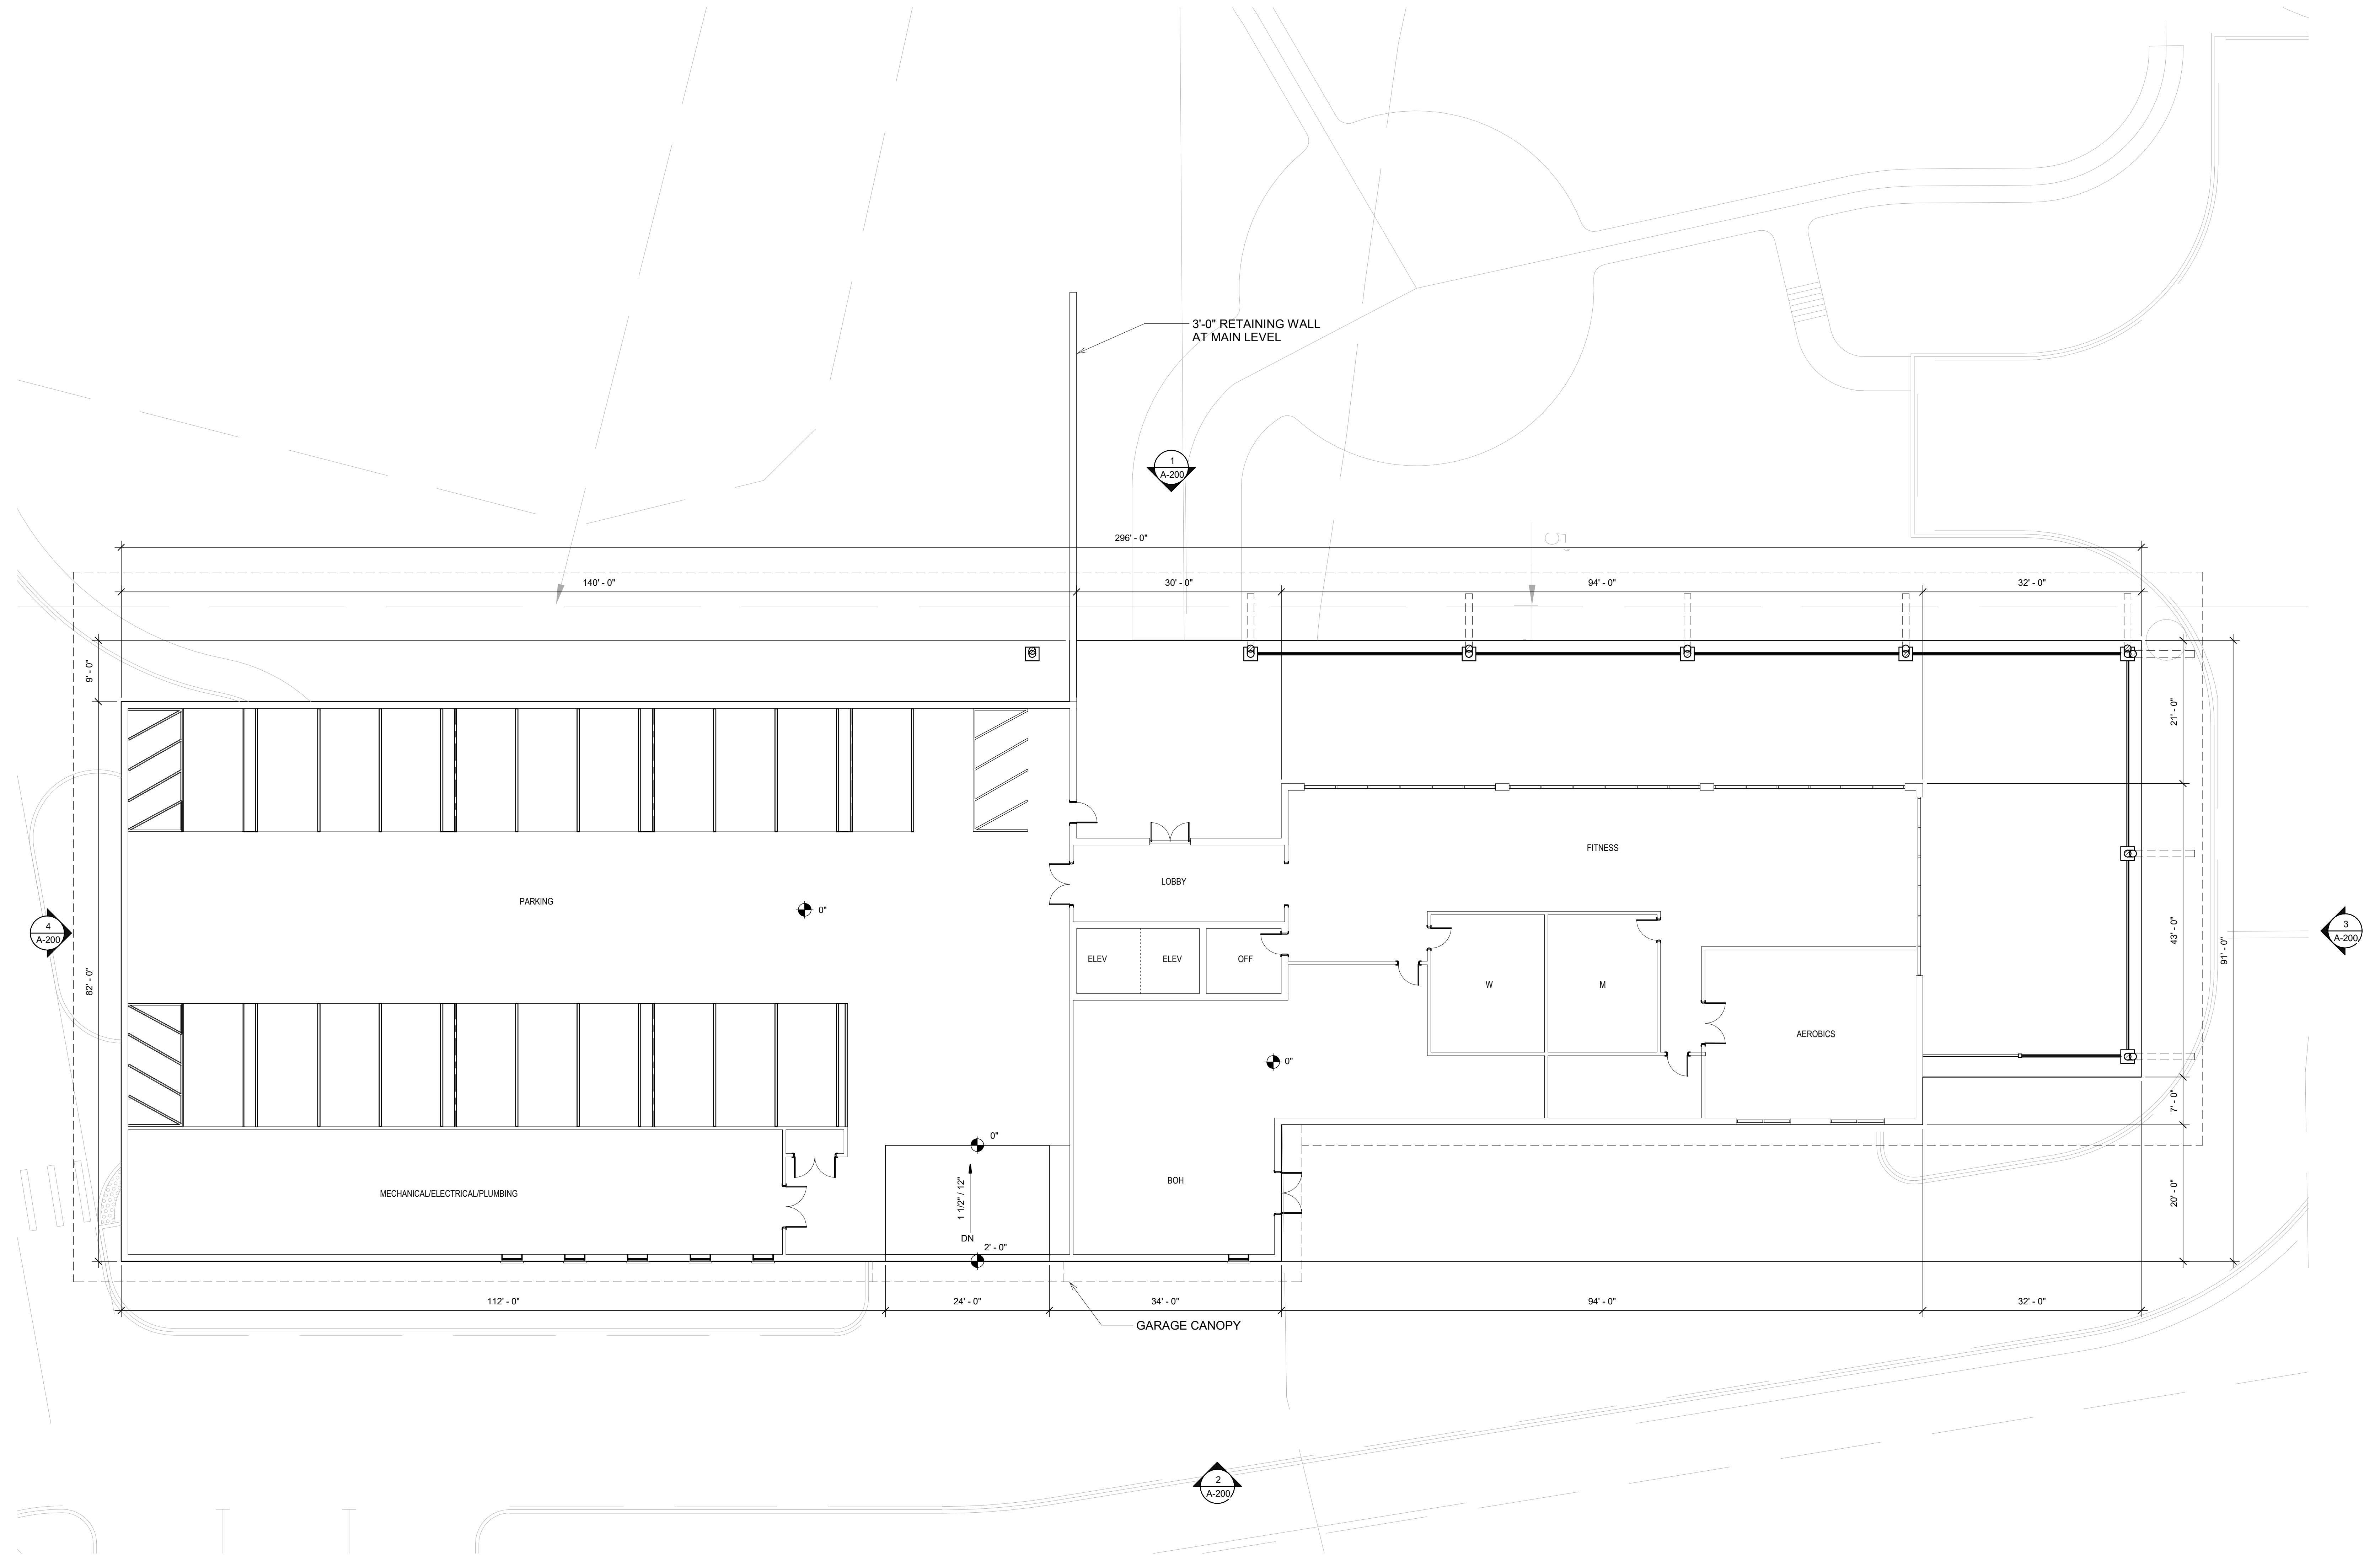 3'-0" RETAINING WALL
AT MAIN LEVEL
1
A-200
296' - 0"
140' - 0"
30' - 0"
94' - 0"
32' - 0"
9' - 0"
21' - 0"
FITNESS
LOBBY
PARKING
0"
4
A-200
3
A-200
43' - 0"
91' - 0"
82' - 0"
ELEV
ELEV
OFF
W
M
AEROBICS
0"
7' - 0"
0"
MECHANICAL/ELECTRICAL/PLUMBING
1 1/2" / 12"
BOH
20' - 0"
DN
2' - 0"
112' - 0"
24' - 0"
34' - 0"
94' - 0"
32' - 0"
GARAGE CANOPY
2
A-200